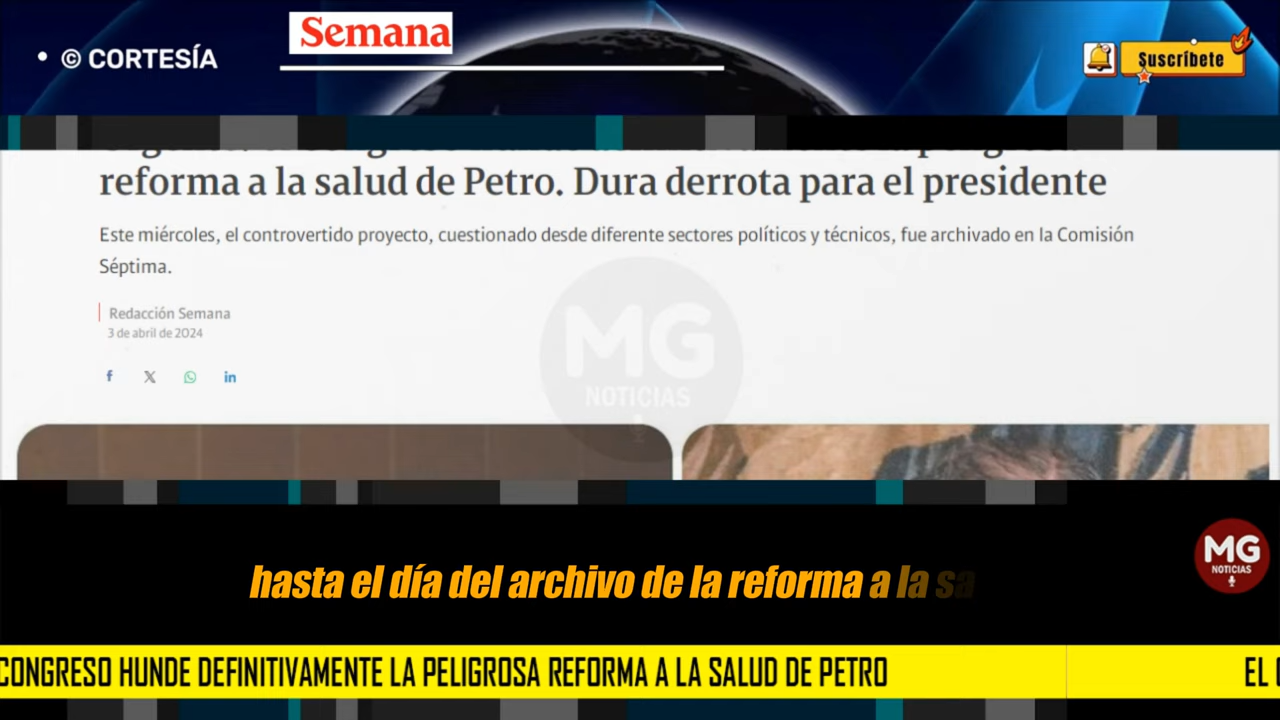 Semana
• © CORTESÍA
Suscríbete
reforma a la salud de Petro. Dura derrota para el presidente
Este miércoles, el controvertido proyecto, cuestionado desde diferente sectores políticos y técnicos, fue archivado en la Comisión
Séptima.
Redacción Semana
3 de abril de 2024
MG
NOTICIAS
hasta el día del archivo de la reforma a la sa
MG
NOTICIAS
CONGRESO HUNDE DEFINITIVAMENTE LA PELIGROSA REFORMA A LA SALUD DE PETRO
EL